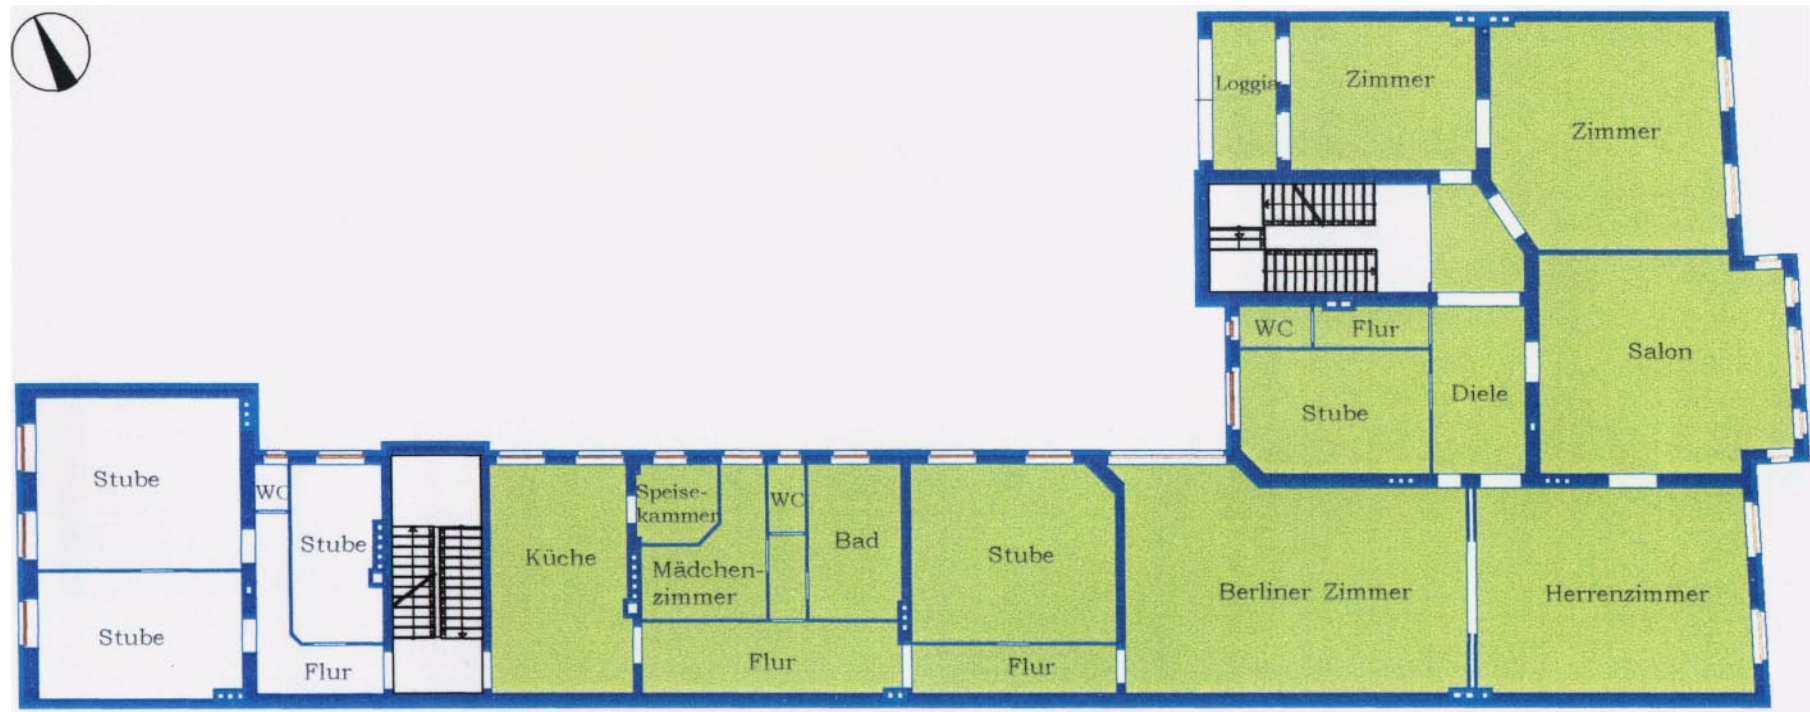 Loggia
Zimmer
Zimmer
WC
Flur
Salon
Diele
Stube
Stube
WC
Stube
Speise-
kammer
WC
Bad
Stube
Küche
Mädchen-
zimmer
Berliner Zimmer
Herrenzimmer
Stube
Flur
Flur
Flur